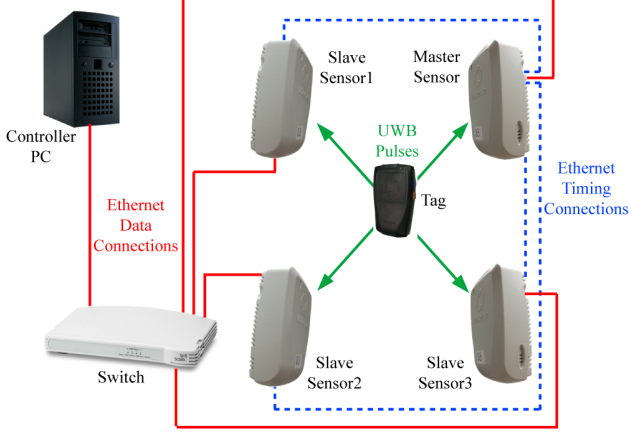 Slave
Sensor1
Master
Sensor
Controller
PC
UWB
Pulses
Tag
Ethernet
Timing
Connections
Ethernet
Data
Connections
Switch
Slave
Sensor2
Slave
Sensor3